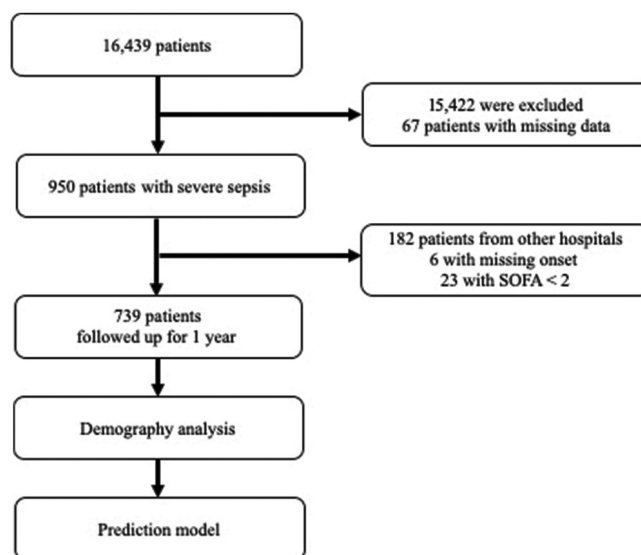 16,439 patients
15,422 were excluded
67 patients with missing data
950 patients with severe sepsis
182 patients from other hospitals
6 with missing onset
23 with SOFA < 2
739 patients
followed up for 1 year
Demography analysis
Prediction model